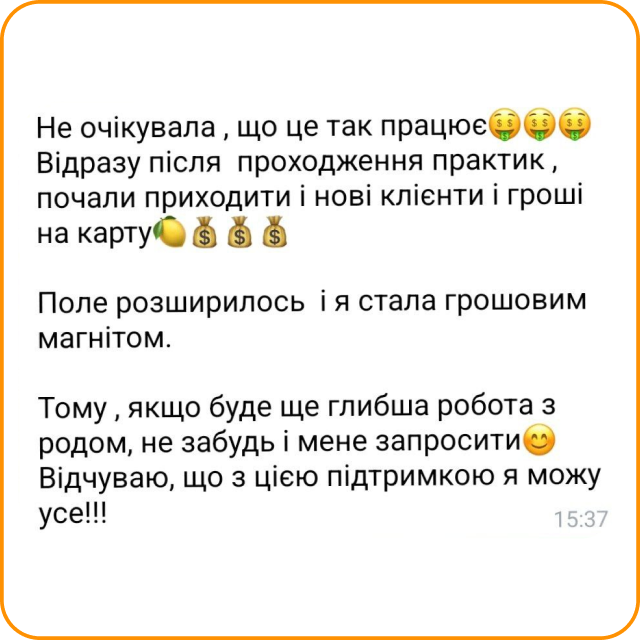 Не очікувала , що це так працює🤑🤑🤑
Відразу після  проходження практик ,
почали приходити і нові клієнти і гроші
на карту🍋💰💰💰
Поле розширилось  і я стала грошовим
магнітом.
Тому , якщо буде ще глибша робота з
родом, не забудь і мене запросити😊
Відчуваю, що з цією підтримкою я можу
усе!!!
15:37